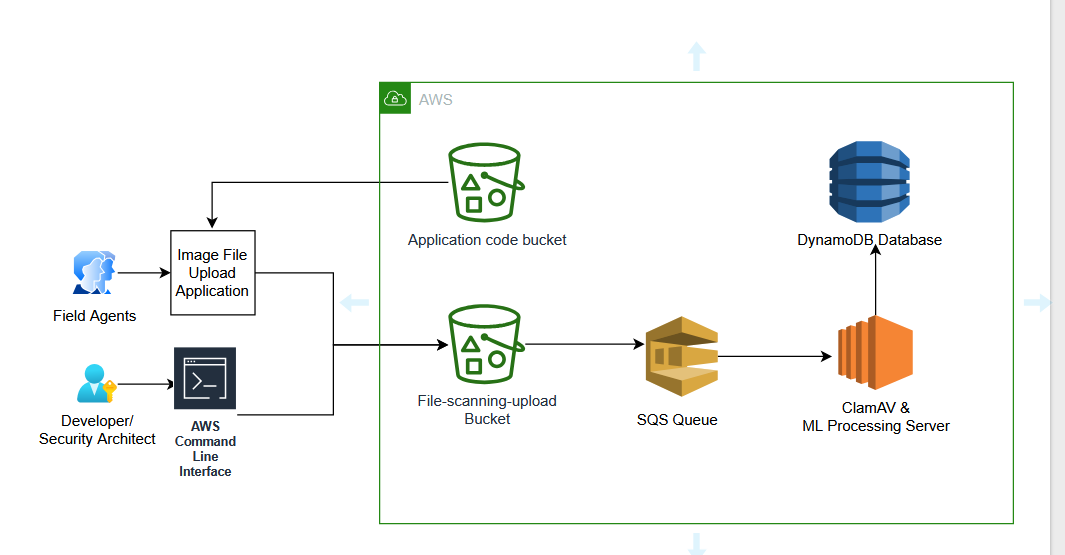 AWS
Application code bucket
DynamoDB Database
Image File
Upload
Application
Field Agents
File-scanning-upload
Bucket
SQS Queue
ClamAV &
ML Processing Server
Developer/
Security Architect
AWS
Command
Line
Interface